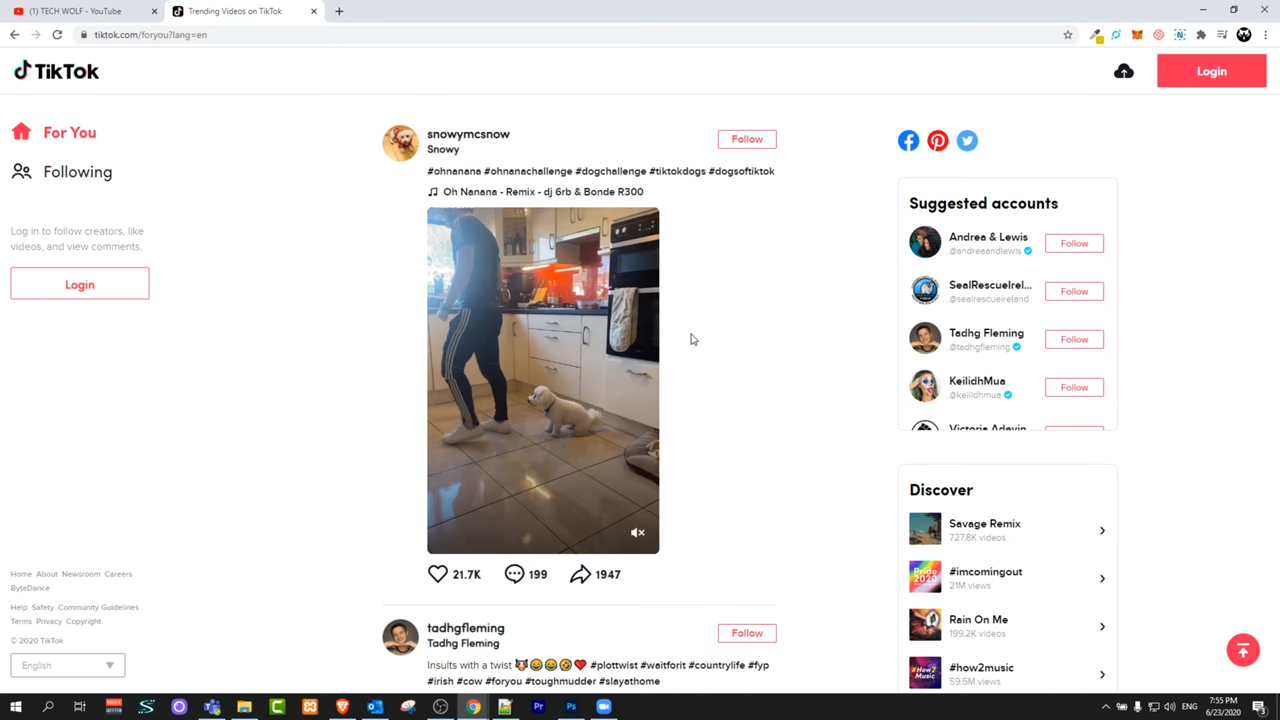 (1) TECH WOLF - YouTube
Trending Videos on TikTok
tiktok.com/foryou?lang=en
TikTok
Login
For You
Following
Log in to follow creators, like
videos, and view comments.
Login
Home About Newsroom Careers
ByteDance
Help Safety Community Guidelines
Terms Privacy Copyright
© 2020 TikTok
English
snowymcsnow
Snowy
Follow
#ohnanana #ohnanachallenge #dogchallenge #tiktokdogs #dogsoftiktok
Oh Nanana - Remix - dj 6rb & Bonde R300
21.7K
199
1947
tadhgfleming
Tadhg Fleming
Follow
Insults with a twist 🐮😂😂🤣❤️ #plottwist #waitforit #countrylife #fyp
#irish #cow #foryou #toughmudder #slayathome
Suggested accounts
Andrea & Lewis
@andreaandlewis
Follow
SealRescueIrel...
@sealrescueireland
Follow
Tadhg Fleming
@tadhgfleming
Follow
KeilidhMua
@keilidhmua
Follow
Discover
Savage Remix
727.8K videos
#imcomingout
21M views
Pride
2020
Rain On Me
199.2K videos
#how2music
59.5M views
#How2
Music
ENG
7:55 PM
6/23/2020